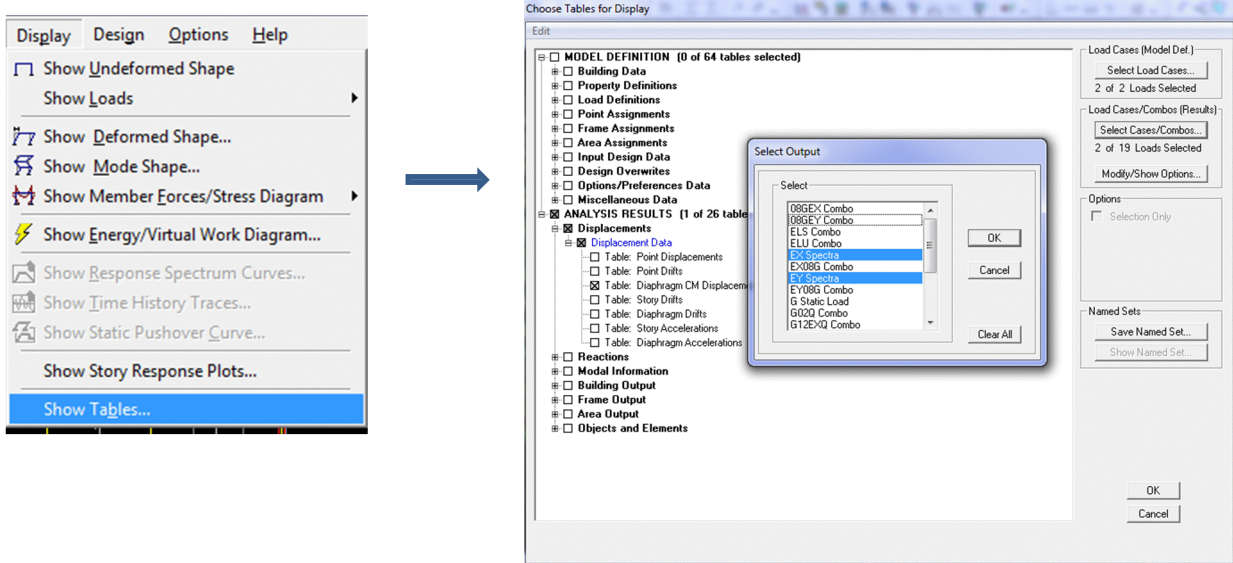 Display Design Options Help
Show Undeformed Shape
Show Loads
Show Deformed Shape...
Show Mode Shape...
Show Member Forces/Stress Diagram
Show Energy/Virtual Work Diagram...
Show Response Spectrum Curves...
Show Time History Traces...
Show Static Pushover Curve...
Show Story Response Plots...
Show Tables...
Choose Tables for Display
Edit
MODEL DEFINITION (0 of 64 tables selected)
Building Data
Property Definitions
Load Definitions
Point Assignments
Frame Assignments
Area Assignments
Input Design Data
Design Overwrites
Options/Preferences Data
Miscellaneous Data
ANALYSIS RESULTS (1 of 26 table
Displacements
Displacement Data
Table: Point Displacements
Table: Point Drifts
Table: Diaphragm CM Displacem
Table: Story Drifts
Table: Diaphragm Drifts
Table: Story Accelerations
Table: Diaphragm Accelerations
Reactions
Modal Information
Building Output
Frame Output
Area Output
Objects and Elements
Select Output
Select
08GEX Combo
08GEY Combo
ELS Combo
ELU Combo
EX Spectra
EX08G Combo
EY Spectra
EY08G Combo
G Static Load
G02Q Combo
G12EXQ Combo
OK
Cancel
Clear All
Load Cases (Model Def.)
Select Load Cases...
2 of 2 Loads Selected
Load Cases/Combos (Results)
Select Cases/Combos...
2 of 19 Loads Selected
Modify/Show Options...
Options
Selection Only
Named Sets
Save Named Set...
Show Named Set...
OK
Cancel